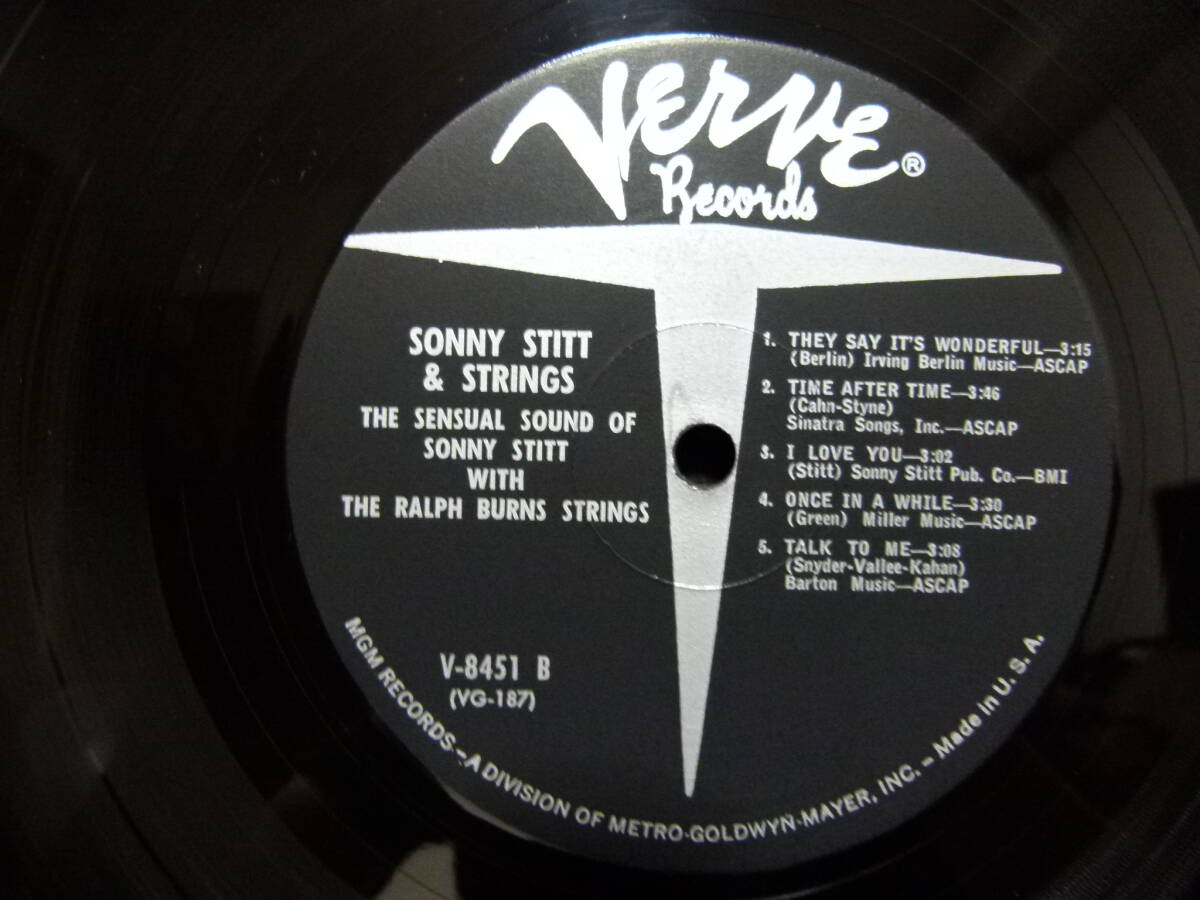 Verve ®
Records
SONNY STITT
& STRINGS
THE SENSUAL SOUND OF
SONNY STITT
WITH
THE RALPH BURNS STRINGS
V-8451 B
(VG-187)
1. THEY SAY IT'S WONDERFUL—3:15
(Berlin) Irving Berlin Music—ASCAP
2. TIME AFTER TIME—3:46
(Cahn-Styne)
Sinatra Songs, Inc.—ASCAP
3. I LOVE YOU—3:02
(Stitt) Sonny Stitt Pub. Co.—BMI
4. ONCE IN A WHILE—3:30
(Green) Miller Music—ASCAP
5. TALK TO ME—3:08
(Snyder-Vallee-Kahan)
Barton Music—ASCAP
MGM RECORDS – A DIVISION OF METRO-GOLDWYN-MAYER, INC. – Made in U. S. A.